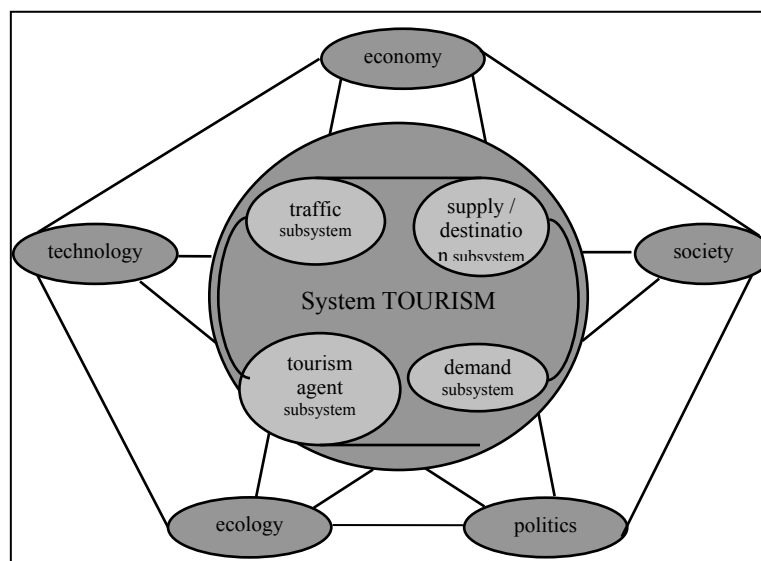 economy
traffic
subsystem
supply /
destinatio
n subsystem
technology
society
System TOURISM
tourism
agent
subsystem
demand
subsystem
ecology
politics